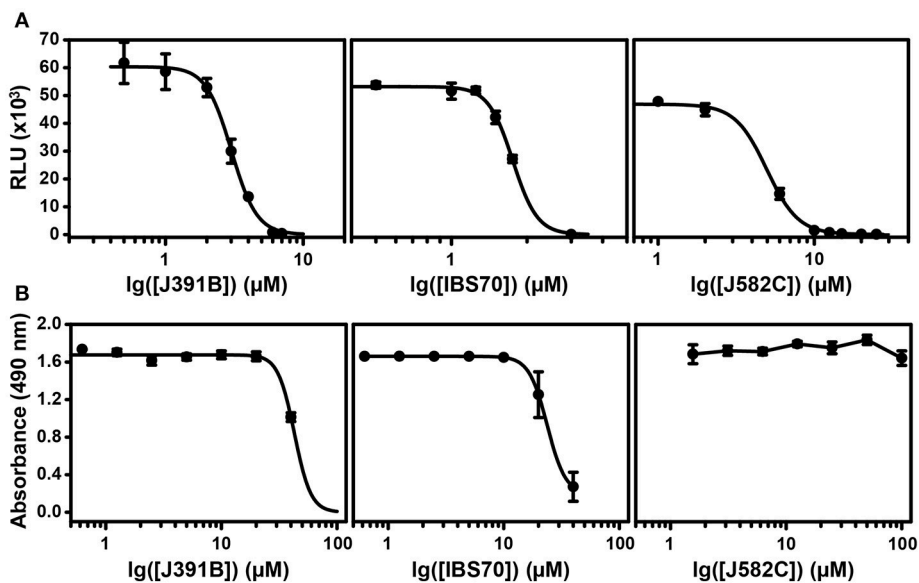 A
RLU (x10³)
70
60
50
40
30
20
10
0
1 10
1
1 10
lg([J391B]) (µM) lg([IBS70]) (µM) lg([J582C]) (µM)
B
Absorbance (490 nm)
2.0
1.6
1.2
0.8
0.4
0.0
1 10 100
1 10 100
1 10 100
lg([J391B]) (µM) lg([IBS70]) (µM) lg([J582C]) (µM)